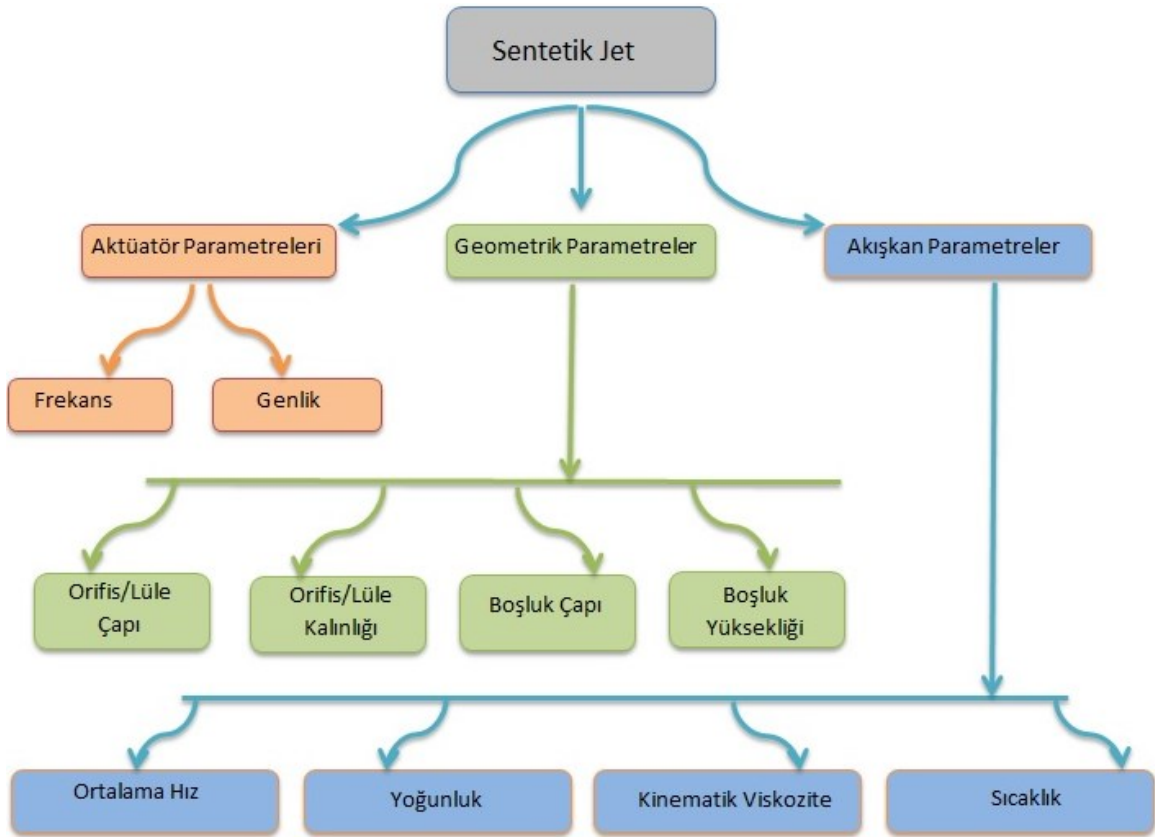 Sentetik Jet
Aktüatör Parametreleri
Geometrik Parametreler
Akışkan Parametreler
Frekans
Genlik
Orifis/Lüle
Çapı
Orifis/Lüle
Kalınlığı
Boşluk Çapı
Boşluk
Yüksekliği
Ortalama Hız
Yoğunluk
Kinematik Viskozite
Sıcaklık